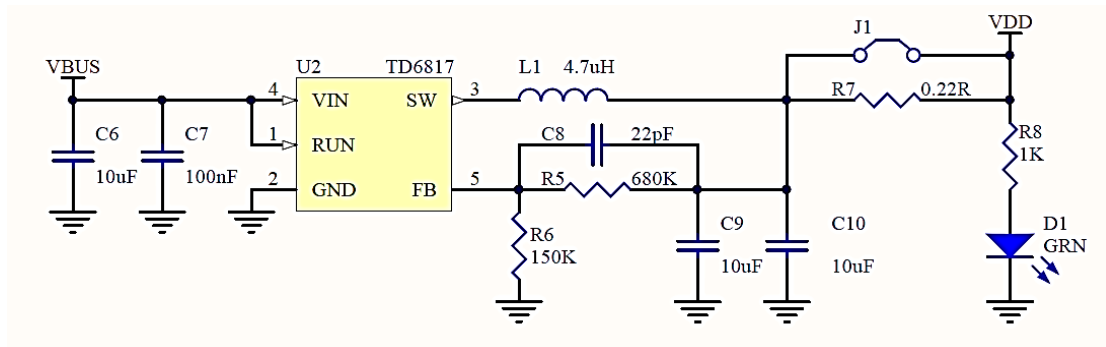 J1
VDD
VBUS
U2
TD6817
L1
4.7uH
4
VIN
SW
3
R7
0.22R
C6
10uF
C7
100nF
1
RUN
C8
22pF
R8
1K
2
GND
FB
5
R5
680K
R6
150K
C9
10uF
C10
10uF
D1
GRN